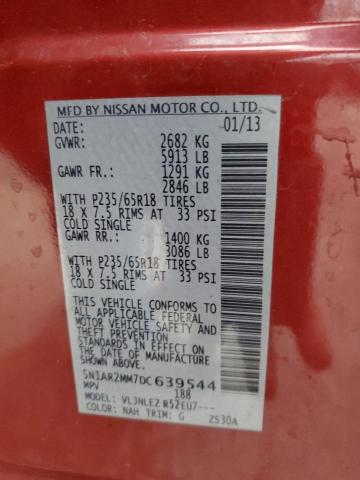 MFD BY NISSAN MOTOR CO., LTD.
DATE: 01/13
GVWR: 2682 KG
5913 LB
GAWR FR.: 1291 KG
2846 LB
WITH P235/65R18 TIRES
18 X 7.5 RIMS AT 33 PSI
COLD SINGLE
GAWR RR.: 1400 KG
3086 LB
WITH P235/65R18 TIRES
18 X 7.5 RIMS AT 33 PSI
COLD SINGLE
THIS VEHICLE CONFORMS TO
ALL APPLICABLE FEDERAL
MOTOR VEHICLE SAFETY AND
THEFT PREVENTION
STANDARDS IN EFFECT ON
THE DATE OF MANUFACTURE
SHOWN ABOVE.
5N1AR2MM7DC 639544
MPV 188
MODEL: VLJNLEZ R52EU7---
COLOR: NAH TRIM: G ZS30A